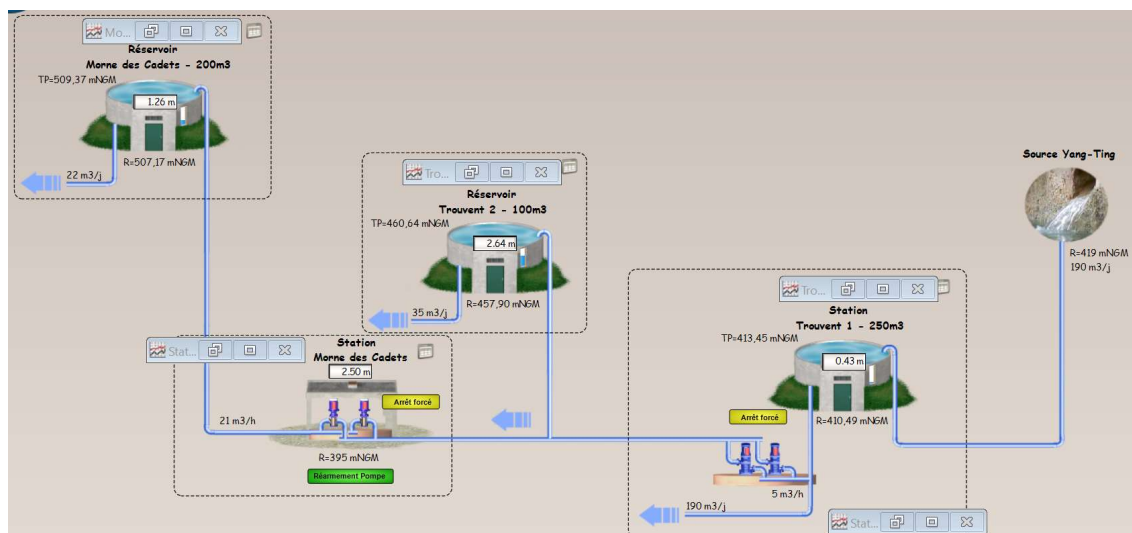 Mo...
Réservoir
Morne des Cadets - 200m3
TP=509,37 mNGM
1.26 m
R=507,17 mNGM
22 m3/j
Tro...
Réservoir
Trouvent 2 - 100m3
TP=460,64 mNGM
2.64 m
R=457,90 mNGM
35 m3/j
Source Yang-Ting
R=419 mNGM
190 m3/j
Tro...
Station
Trouvent 1 - 250m3
TP=413,45 mNGM
0.43 m
R=410,49 mNGM
Stat...
Station
Morne des Cadets
2.50 m
Arrêt forcé
21 m3/h
R=395 mNGM
Réarmement Pompe
Arrêt forcé
5 m3/h
190 m3/j
Stat...